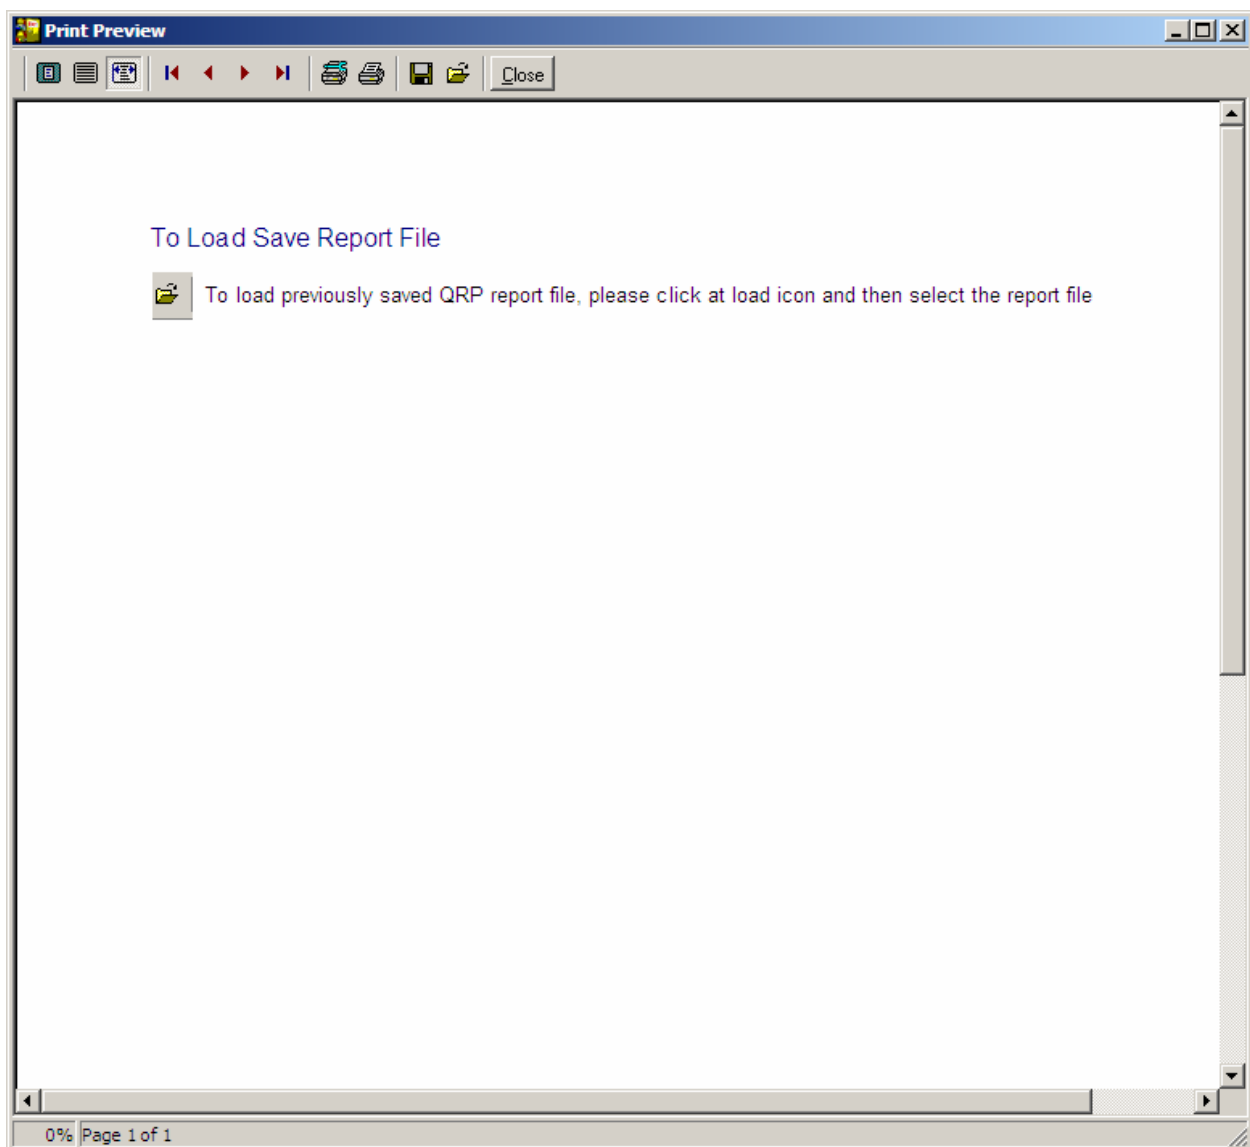 Print Preview
Close
To Load Save Report File
To load previously saved QRP report file, please click at load icon and then select the report file
0% Page 1 of 1